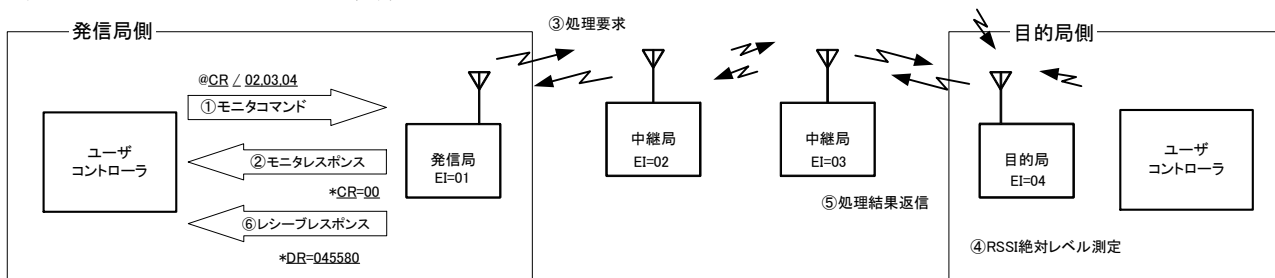 ③処理要求
発信局側
目的局側
@CR / 02,03,04
①モニタコマンド
ユーザ
コントローラ
②モニタレスポンス
*CR=00
⑥レシーブレスポンス
*DR=045580
発信局
EI=01
中継局
EI=02
中継局
EI=03
⑤処理結果返信
目的局
EI=04
ユーザ
コントローラ
④RSSI絶対レベル測定